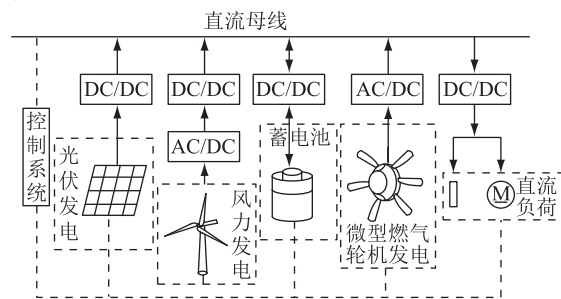 直流母线
DC/DC
DC/DC
DC/DC
AC/DC
DC/DC
控制系统
光伏发电
AC/DC
风力发电
蓄电池
微型燃气
轮机发电
M
直流
负荷